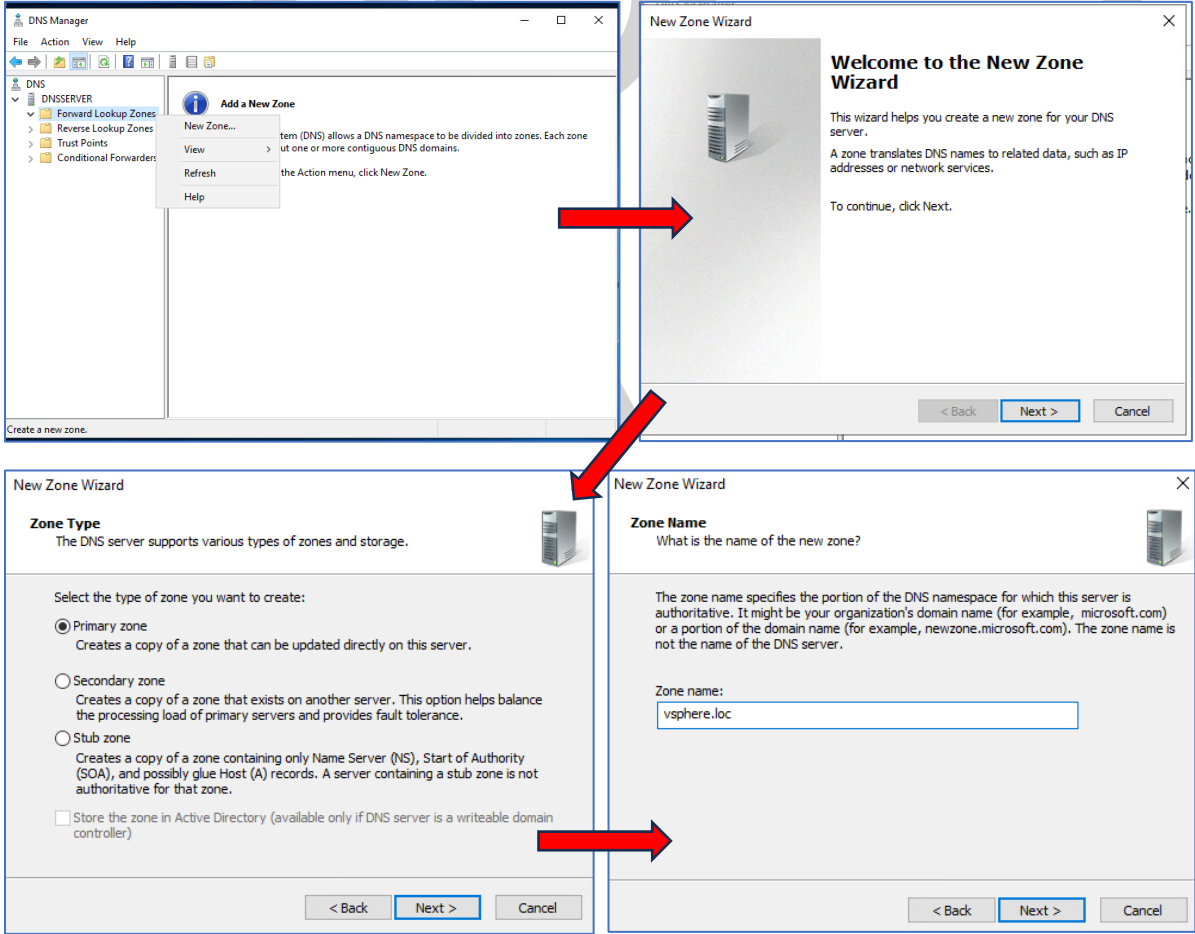 DNS Manager
File Action View Help
DNS
DNSSERVER
Forward Lookup Zones
Reverse Lookup Zones
Trust Points
Conditional Forwarders
New Zone...
View
Refresh
Help
Add a New Zone
tem (DNS) allows a DNS namespace to be divided into zones. Each zone
ut one or more contiguous DNS domains.
the Action menu, click New Zone.
Create a new zone.
New Zone Wizard
Welcome to the New Zone
Wizard
This wizard helps you create a new zone for your DNS
server.
A zone translates DNS names to related data, such as IP
addresses or network services.
To continue, click Next.
< Back Next > Cancel
New Zone Wizard
Zone Type
The DNS server supports various types of zones and storage.
Select the type of zone you want to create:
Primary zone
Creates a copy of a zone that can be updated directly on this server.
Secondary zone
Creates a copy of a zone that exists on another server. This option helps balance
the processing load of primary servers and provides fault tolerance.
Stub zone
Creates a copy of a zone containing only Name Server (NS), Start of Authority
(SOA), and possibly glue Host (A) records. A server containing a stub zone is not
authoritative for that zone.
Store the zone in Active Directory (available only if DNS server is a writeable domain
controller)
< Back Next > Cancel
New Zone Wizard
Zone Name
What is the name of the new zone?
The zone name specifies the portion of the DNS namespace for which this server is
authoritative. It might be your organization's domain name (for example, microsoft.com)
or a portion of the domain name (for example, newzone.microsoft.com). The zone name is
not the name of the DNS server.
Zone name:
vsphere.loc
< Back Next > Cancel